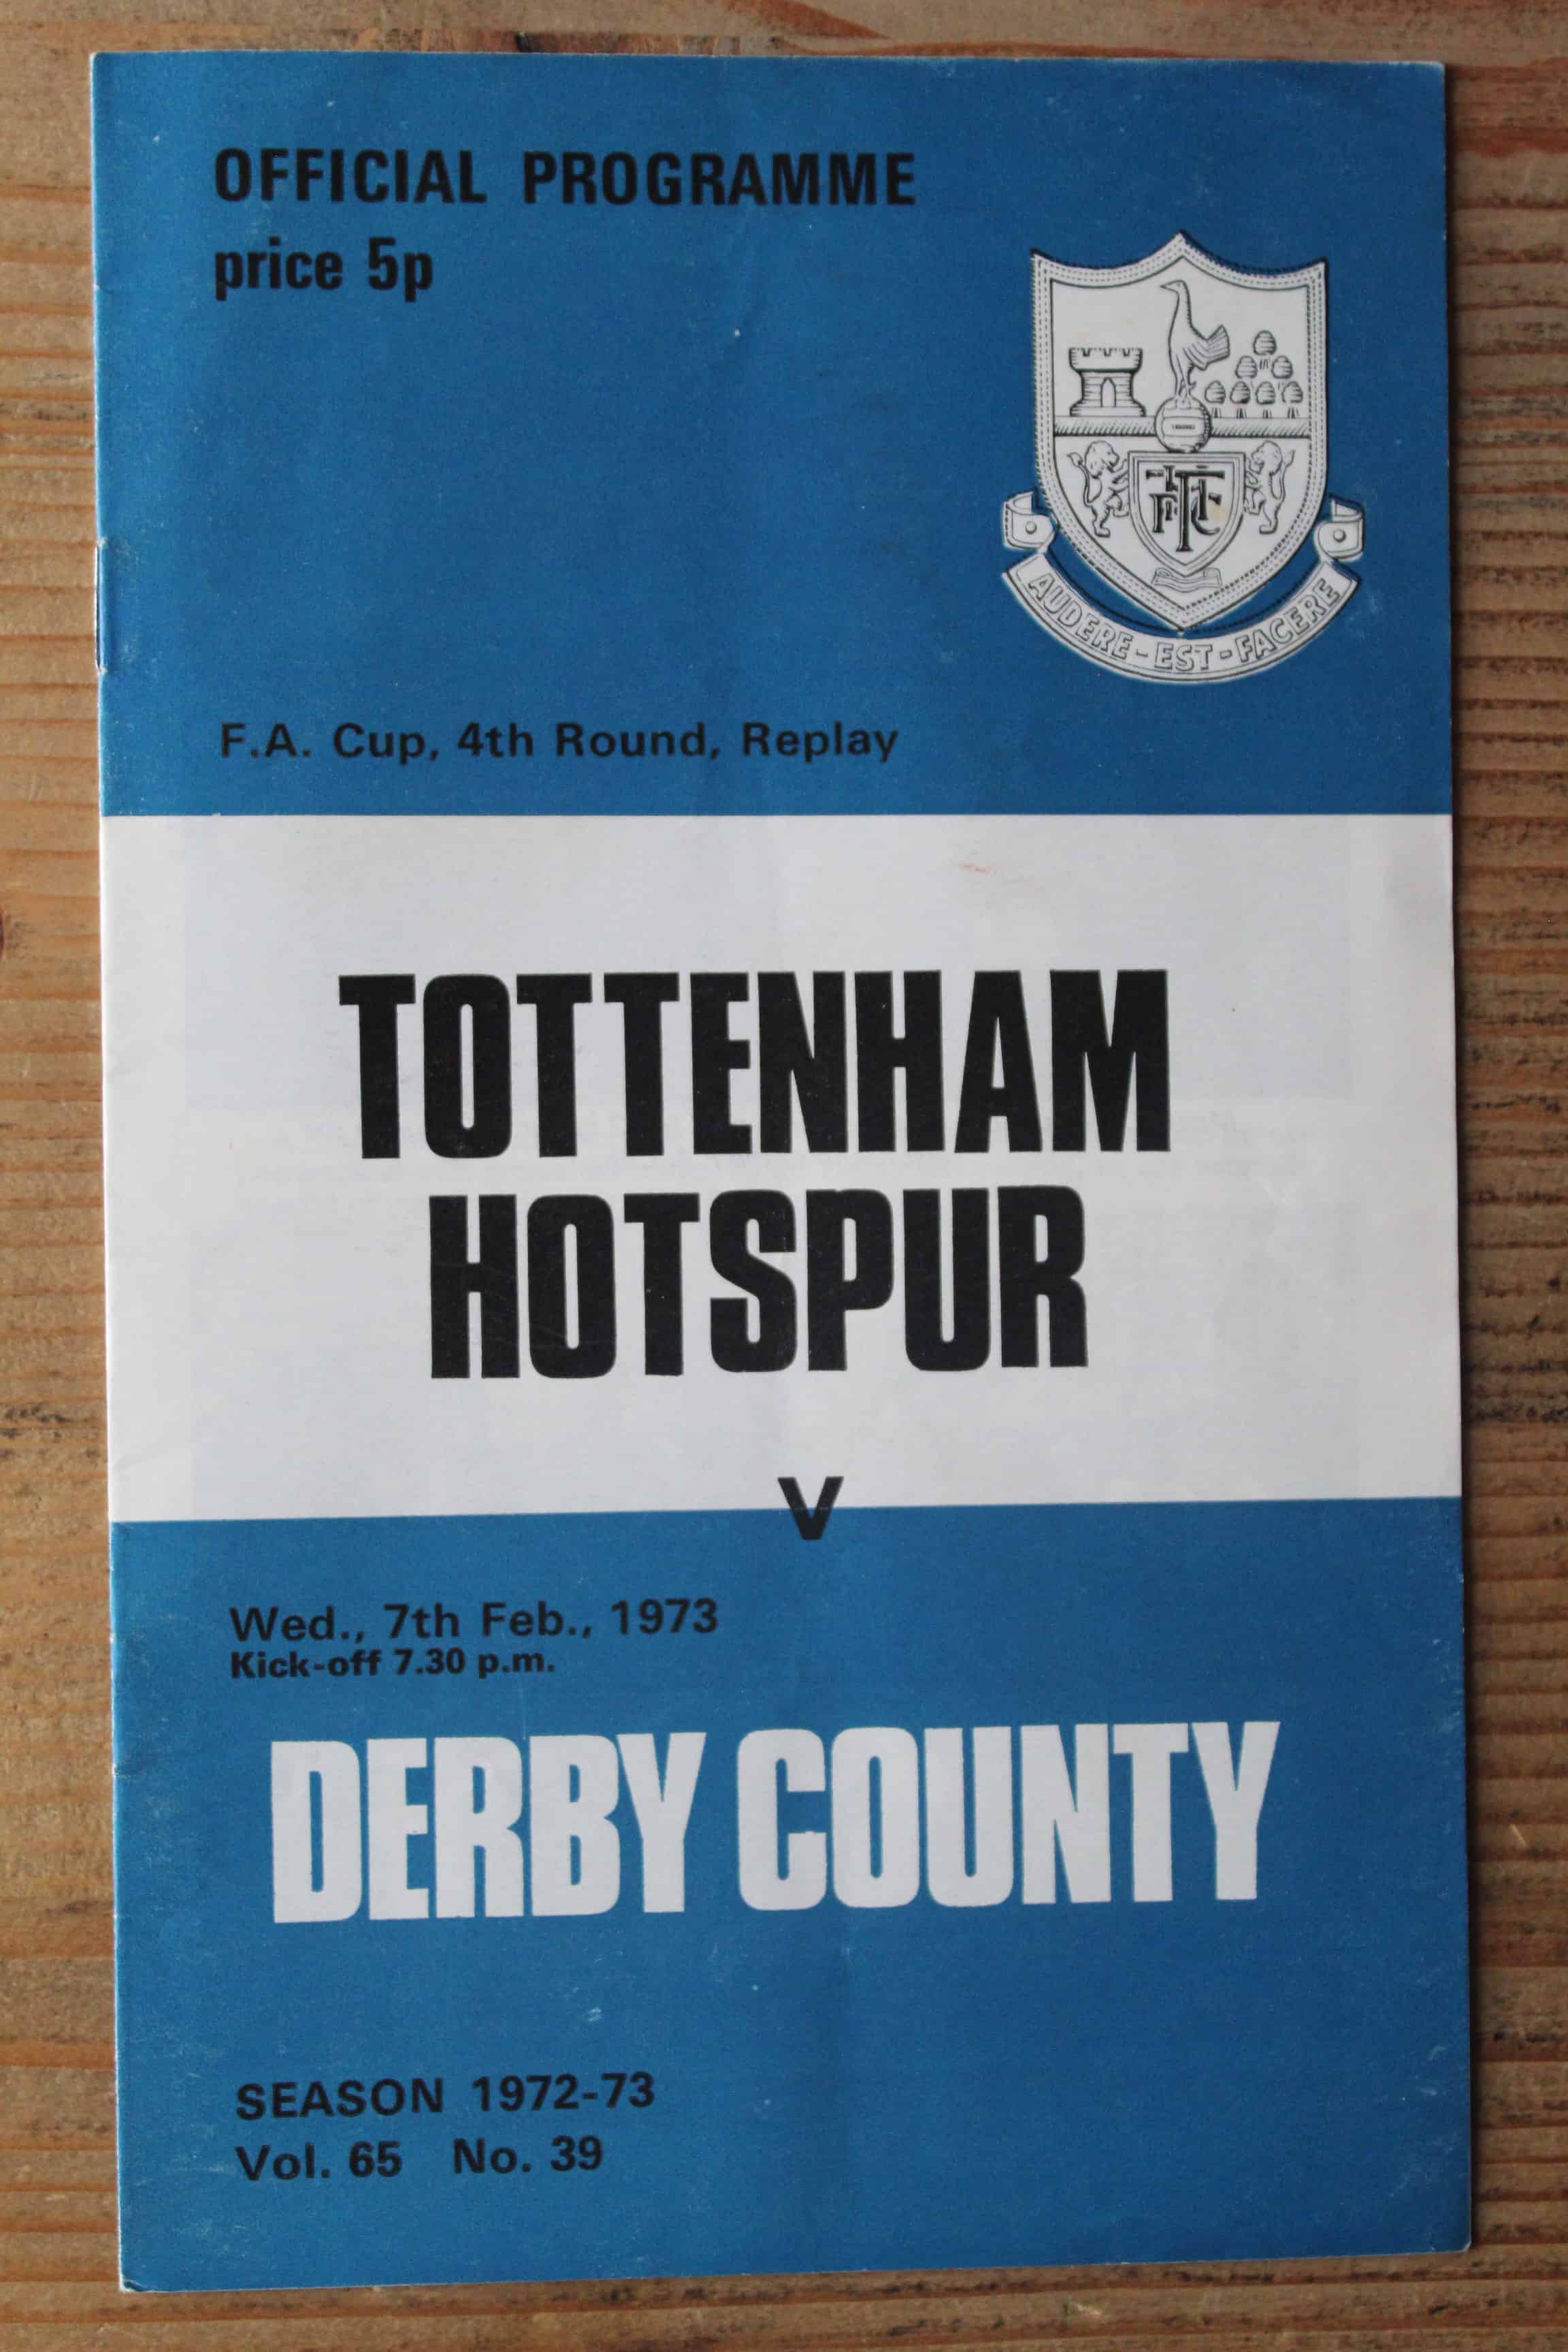 OFFICIAL PROGRAMME
price 5p
AUDERE - EST - FACERE
F.A. Cup, 4th Round, Replay
TOTTENHAM
HOTSPUR
v
Wed., 7th Feb., 1973
Kick-off 7.30 p.m.
DERBY COUNTY
SEASON 1972-73
Vol. 65 No. 39